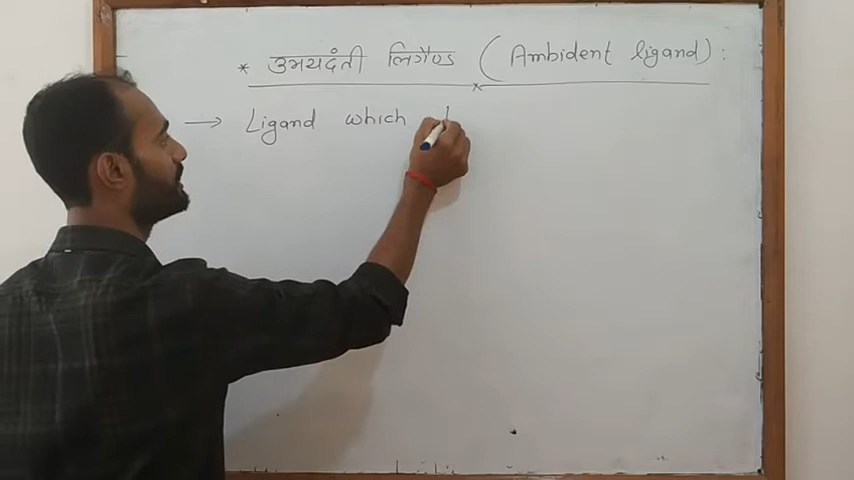 * उभयदंती लिगैण्ड (Ambident ligand) :
→ Ligand which